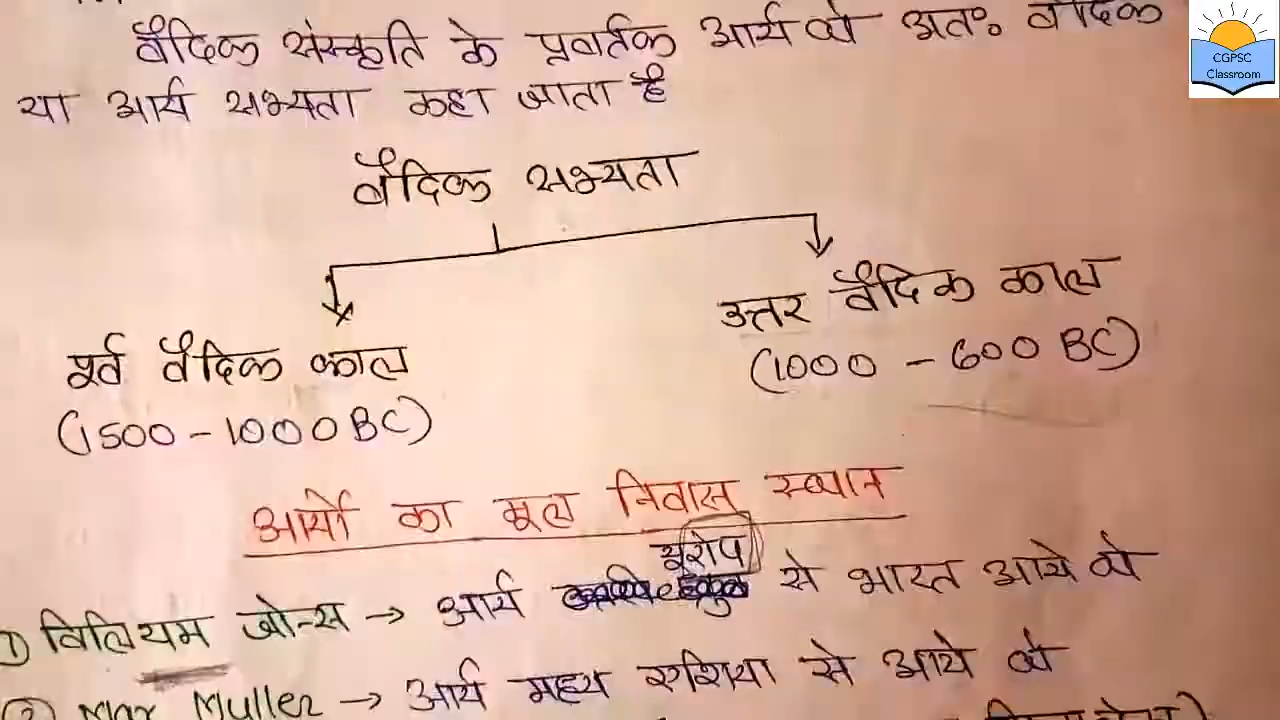 वैदिक संस्कृति के प्रवर्तक आर्य थे अतः वैदिक
या आर्य सभ्यता कहा जाता है
CGPSC
Classroom
वैदिक सभ्यता
पूर्व वैदिक काल
(1500 - 1000 BC)
उत्तर वैदिक काल
(1000 - 600 BC)
आर्यो का मूल निवास स्थान
यूरोप
1) विलियम जोन्स → आर्य से भारत आये थे
2) Max Muller → आर्य मध्य एशिया से आये थे